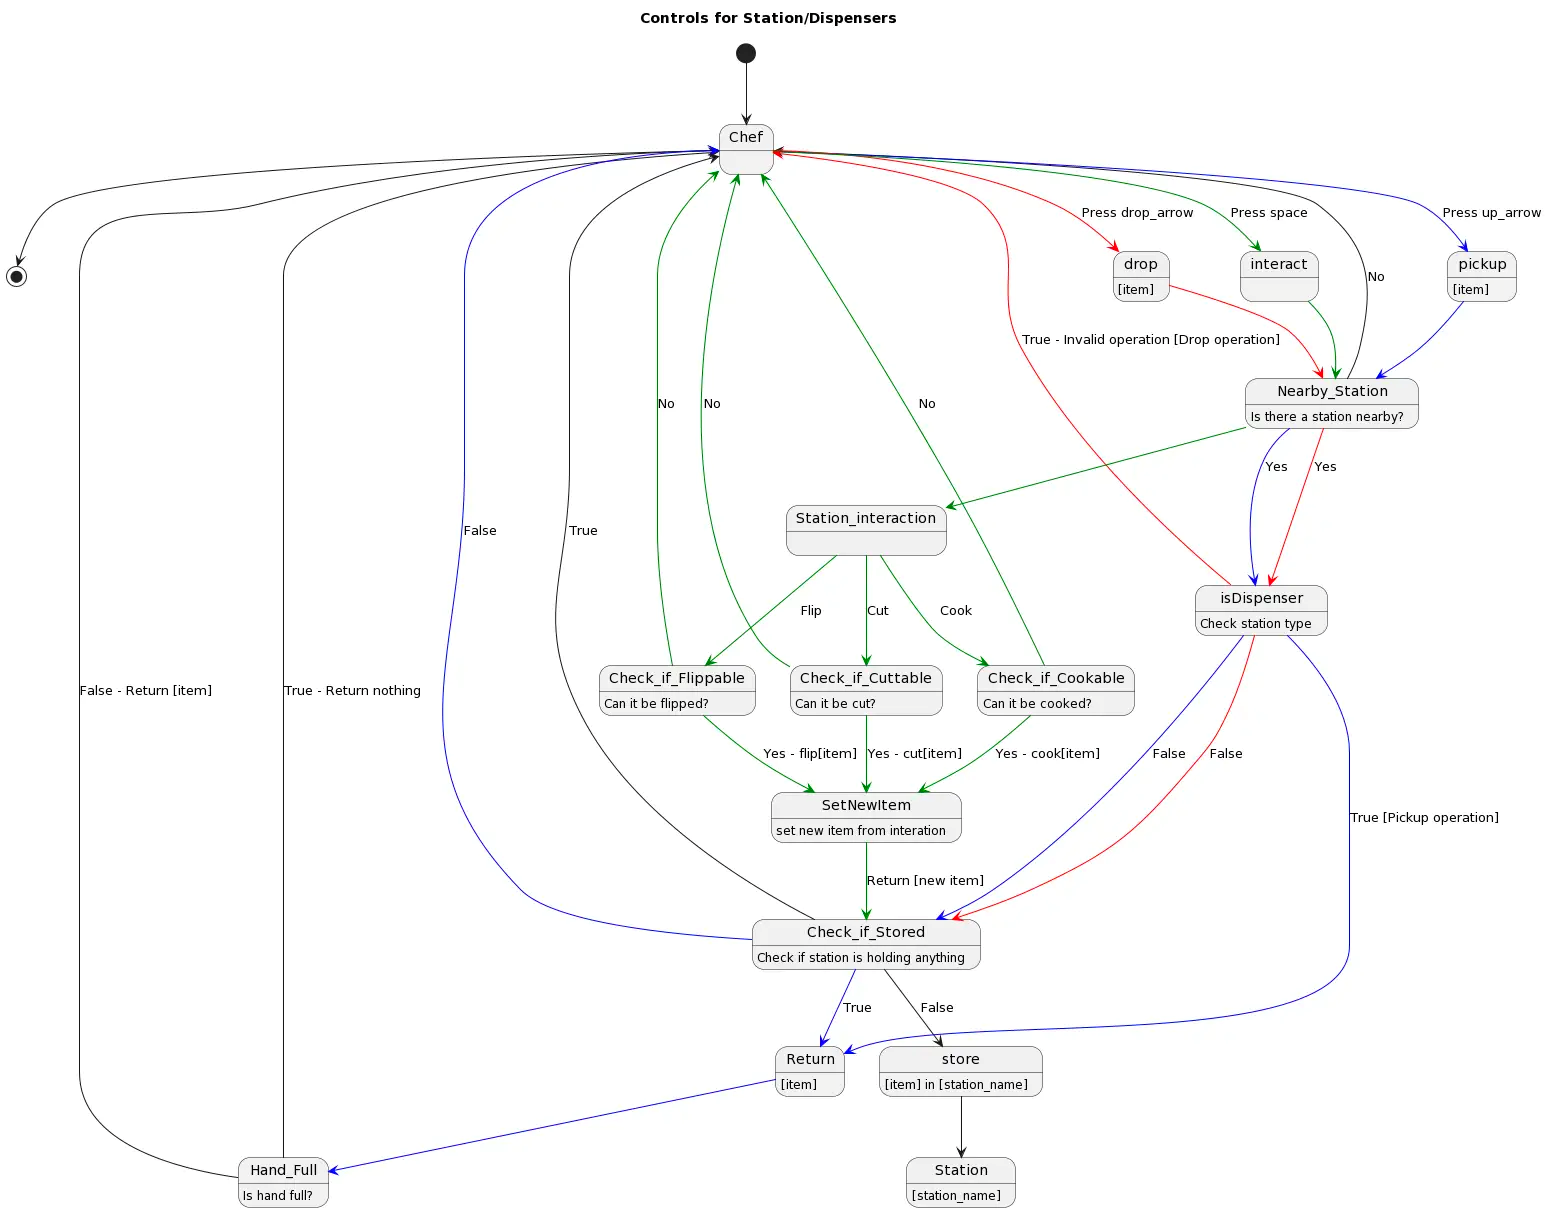 Controls for Station/Dispensers
Chef
Press drop_arrow
Press space
Press up_arrow
drop
[item]
interact
pickup
[item]
No
True - Invalid operation [Drop operation]
Nearby_Station
Is there a station nearby?
No
No
No
Yes
Yes
Station_interaction
False
True
isDispenser
Check station type
Flip
Cut
Cook
Check_if_Flippable
Can it be flipped?
Check_if_Cuttable
Can it be cut?
Check_if_Cookable
Can it be cooked?
False - Return [item]
True - Return nothing
Yes - flip[item]
Yes - cut[item]
Yes - cook[item]
False
False
SetNewItem
set new item from interation
True [Pickup operation]
Return [new item]
Check_if_Stored
Check if station is holding anything
True
False
Return
[item]
store
[item] in [station_name]
Hand_Full
Is hand full?
Station
[station_name]